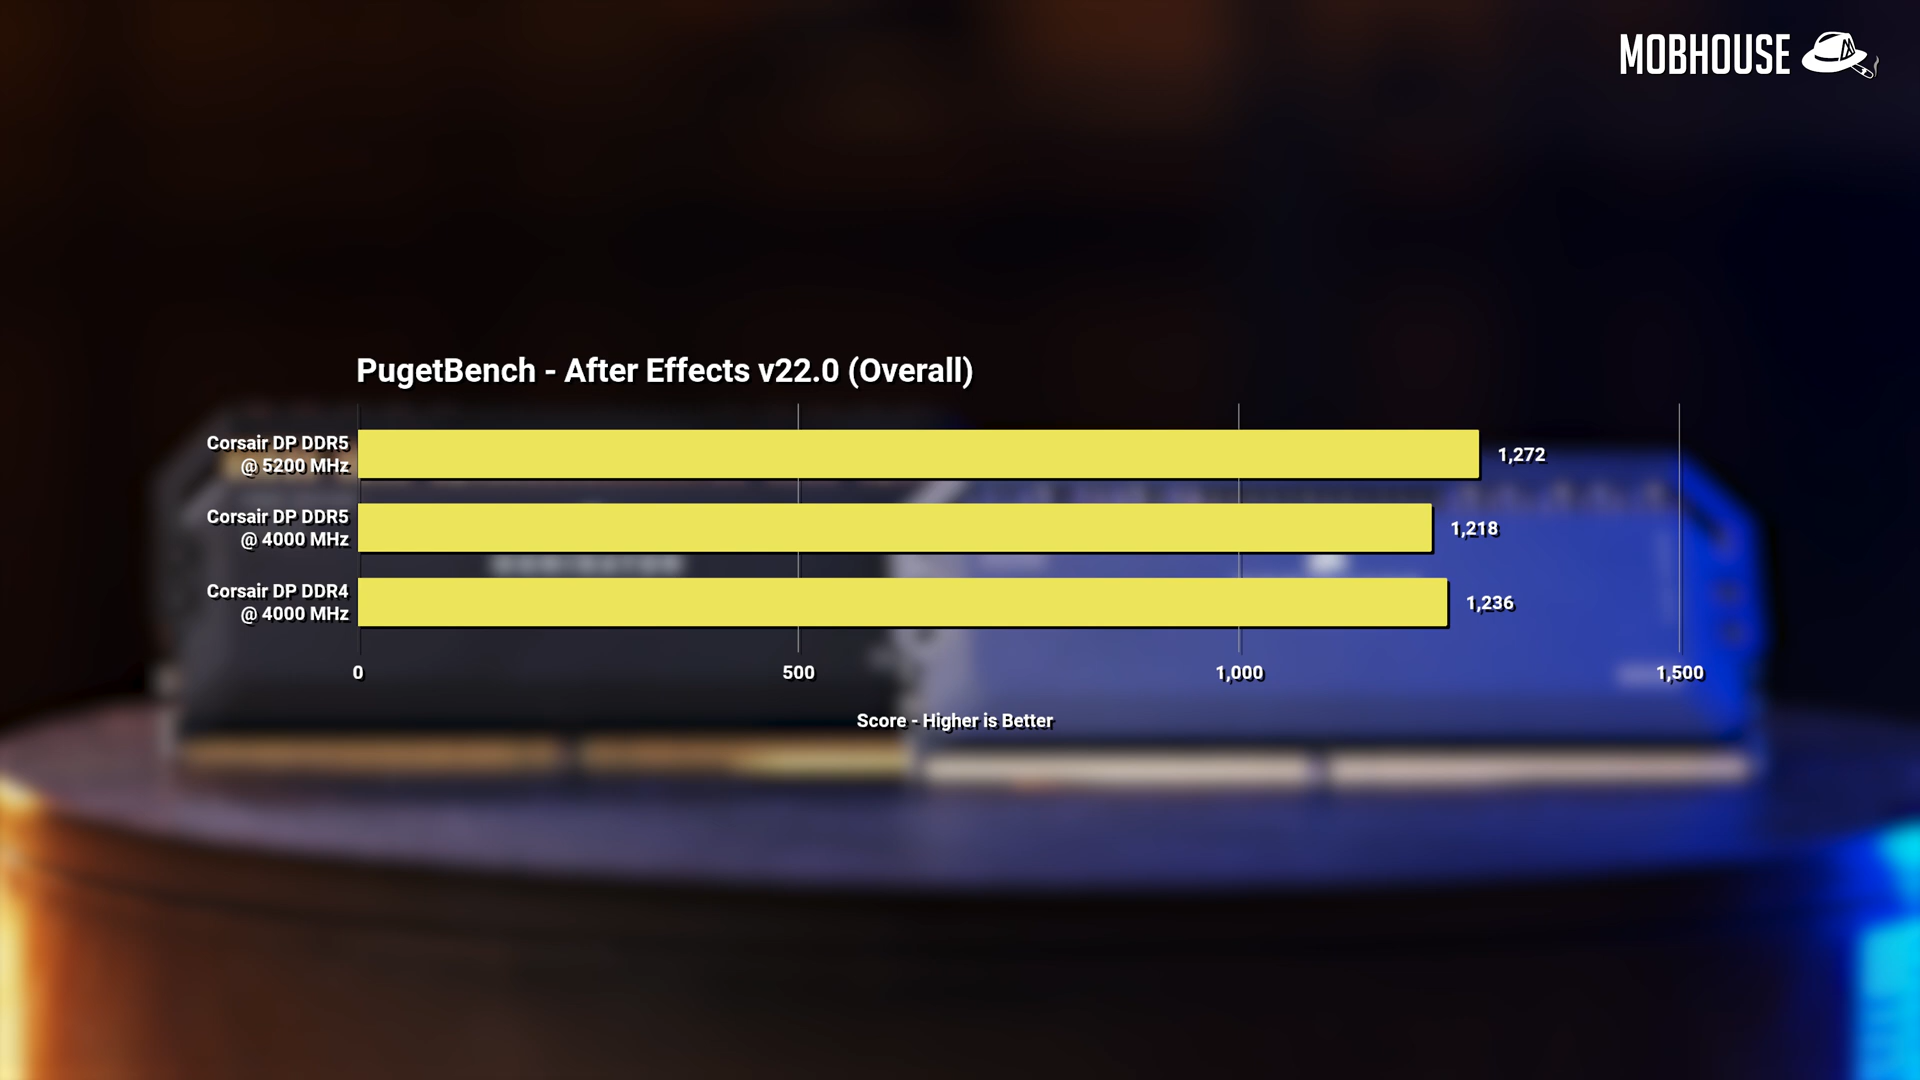 MOBHOUSE
PugetBench - After Effects v22.0 (Overall)
Corsair DP DDR5
@ 5200 MHz
1,272
Corsair DP DDR5
@ 4000 MHz
1,218
Corsair DP DDR4
@ 4000 MHz
1,236
0 500 1,000 1,500
Score - Higher is Better